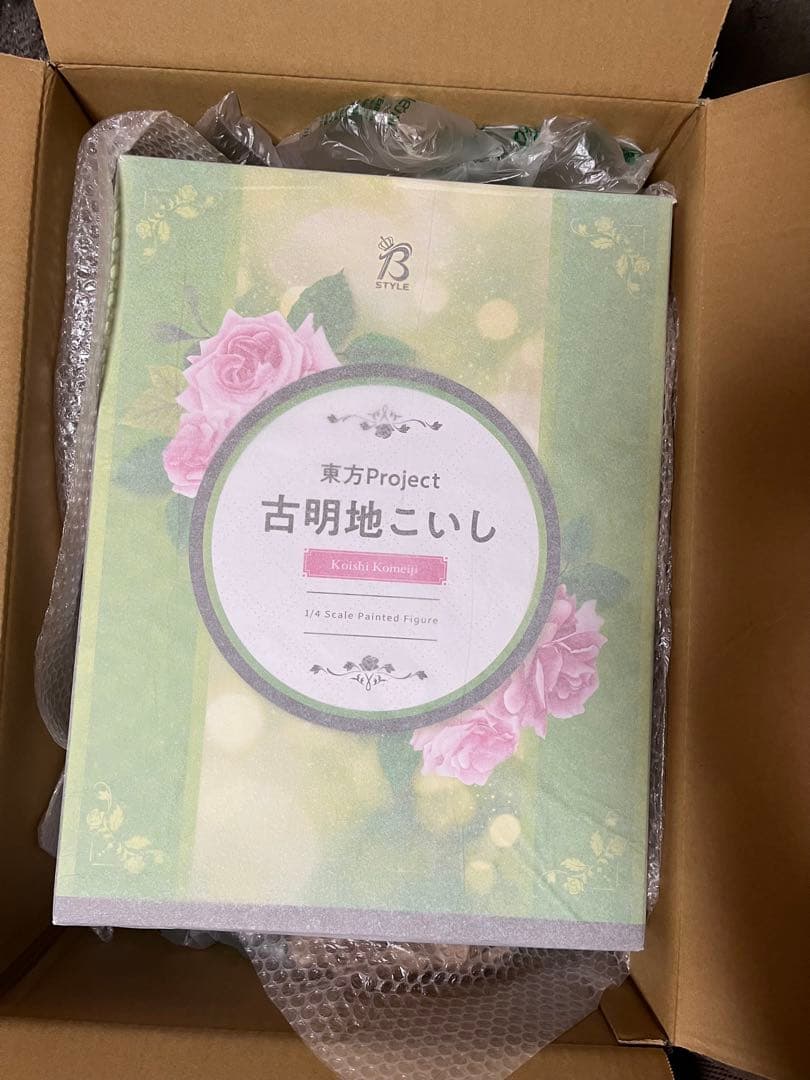 B
STYLE
東方Project
古明地こいし
Koishi Komeiji
1/4 Scale Painted Figure